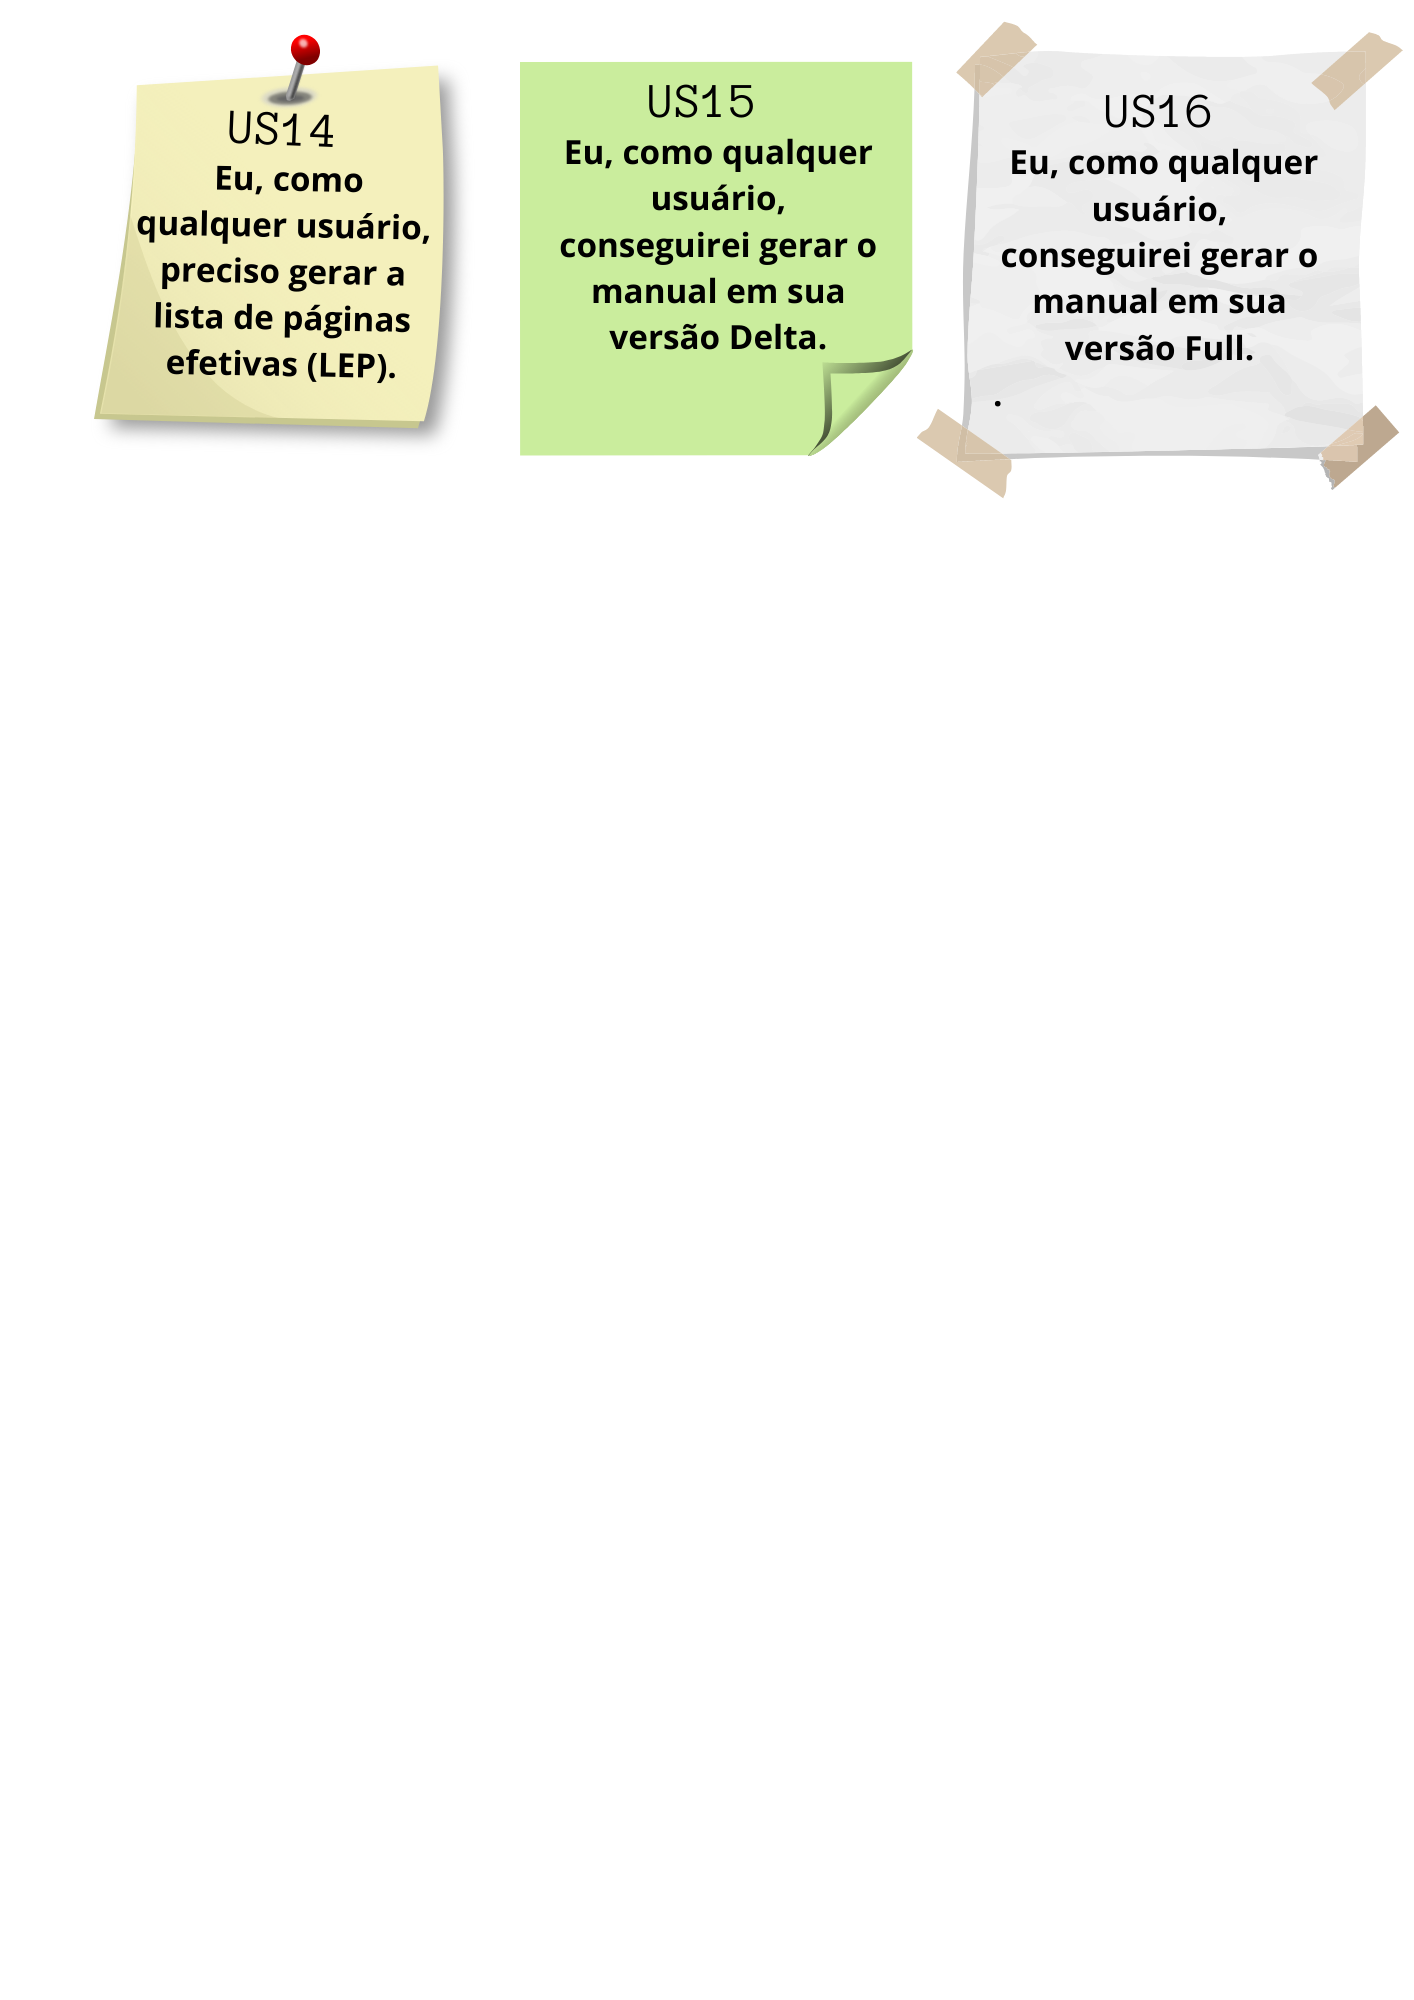 US14
Eu, como
qualquer usuário,
preciso gerar a
lista de páginas
efetivas (LEP).
US15
Eu, como qualquer
usuário,
conseguirei gerar o
manual em sua
versão Delta.
US16
Eu, como qualquer
usuário,
conseguirei gerar o
manual em sua
versão Full.
.